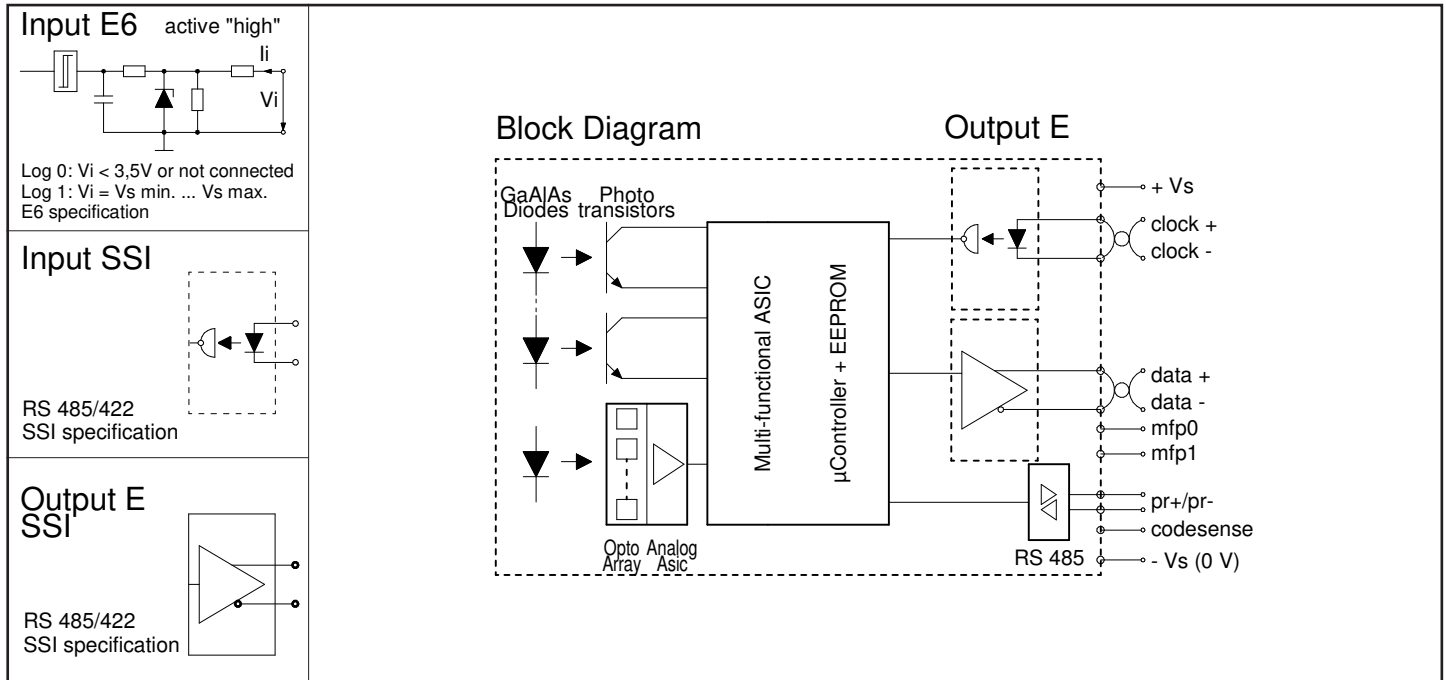 Input E6 active "high"
Ii
Vi
Log 0: Vi < 3,5V or not connected
Log 1: Vi = Vs min. ... Vs max.
E6 specification
Input SSI
RS 485/422
SSI specification
Output E
SSI
RS 485/422
SSI specification
Block Diagram
Output E
GaAlAs
Diodes
Photo
transistors
Opto
Array
Analog
Asic
Multi-functional ASIC
µController + EEPROM
RS 485
+ Vs
clock +
clock -
data +
data -
mfp0
mfp1
pr+/pr-
codesense
- Vs (0 V)